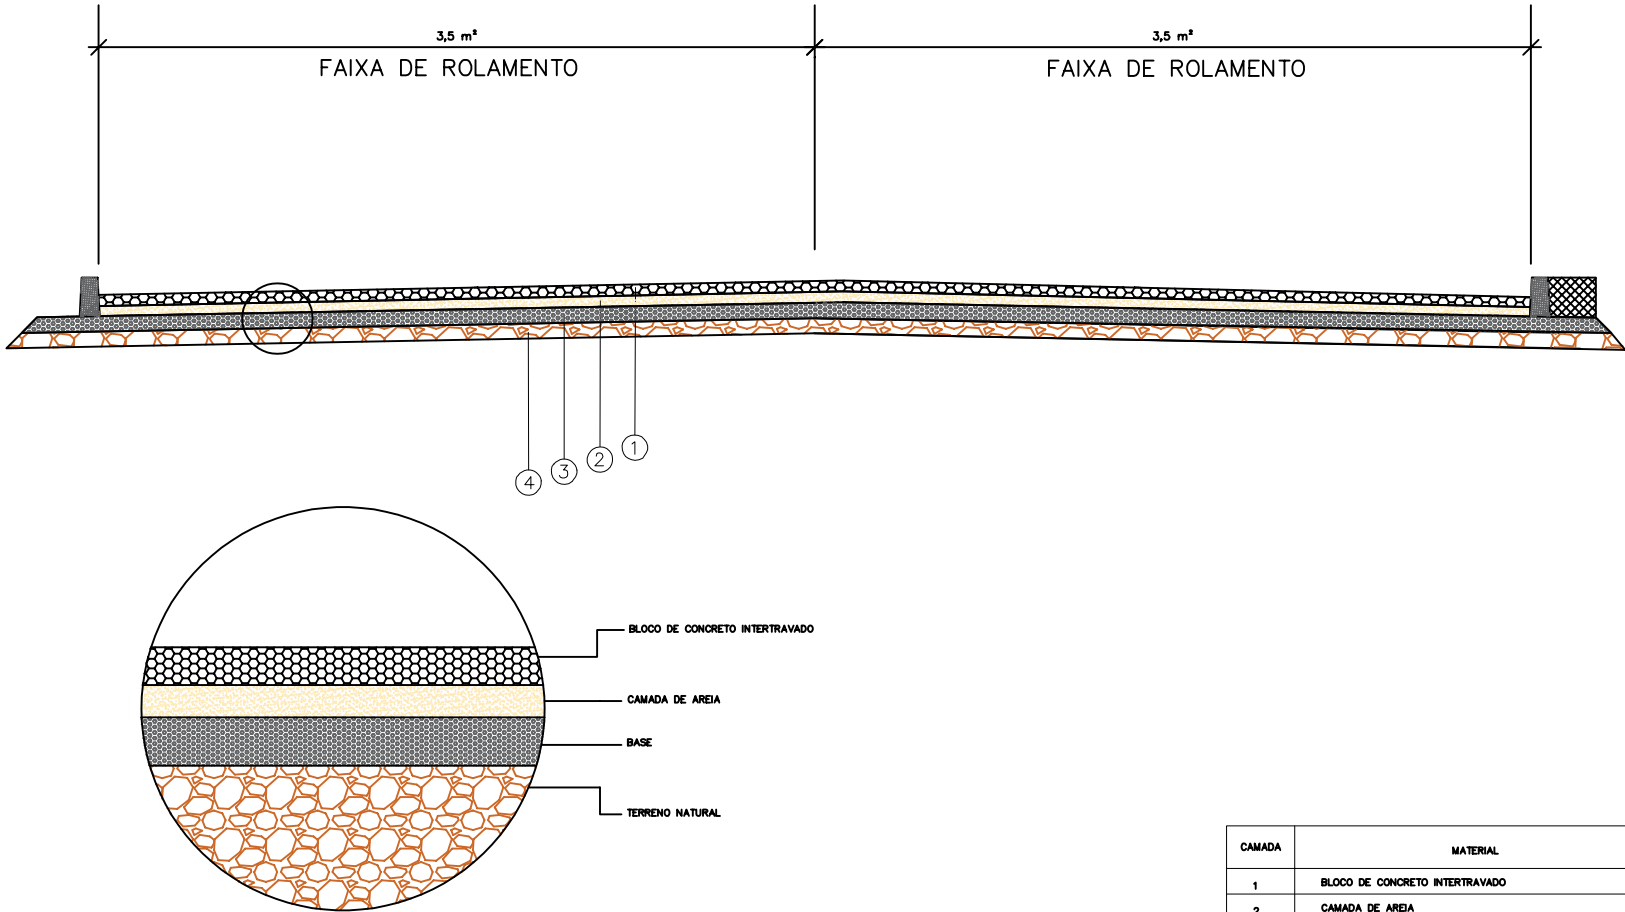 3,5 m²
3,5 m²
FAIXA DE ROLAMENTO
FAIXA DE ROLAMENTO
1
2
3
4
BLOCO DE CONCRETO INTERTRAVADO
CAMADA DE AREIA
BASE
TERRENO NATURAL
CAMADA MATERIAL
1 BLOCO DE CONCRETO INTERTRAVADO
2 CAMADA DE AREIA